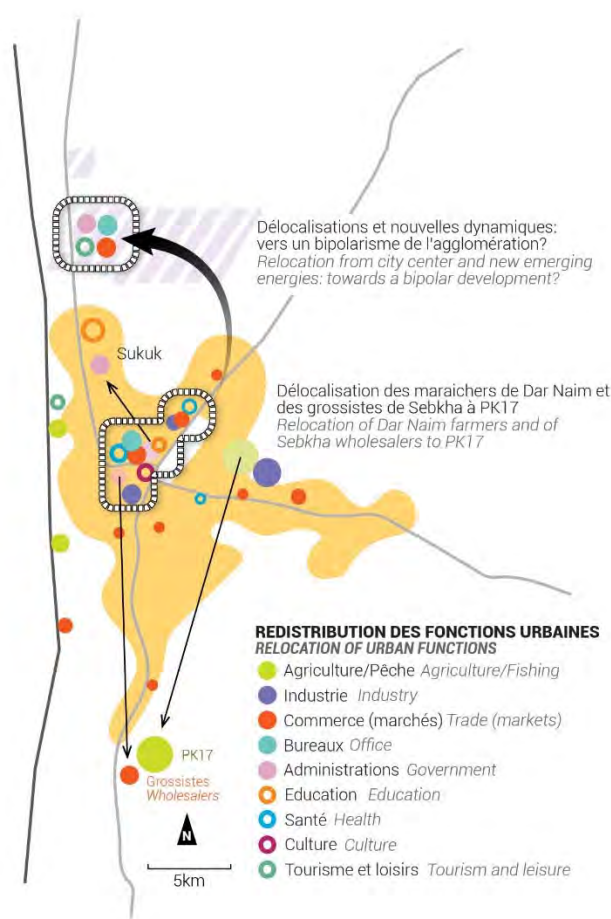 Délocalisations et nouvelles dynamiques:
vers un bipolarisme de l'agglomération?
Relocation from city center and new emerging
energies: towards a bipolar development?
Sukuk
Délocalisation des maraichers de Dar Naim et
des grossistes de Sebkha à PK17
Relocation of Dar Naim farmers and of
Sebkha wholesalers to PK17
REDISTRIBUTION DES FONCTIONS URBAINES
RELOCATION OF URBAN FUNCTIONS
Agriculture/Pêche Agriculture/Fishing
Industrie Industry
Commerce (marchés) Trade (markets)
Bureaux Office
Administrations Government
Education Education
Santé Health
Culture Culture
Tourisme et loisirs Tourism and leisure
PK17
Grossistes
Wholesalers
N
5km